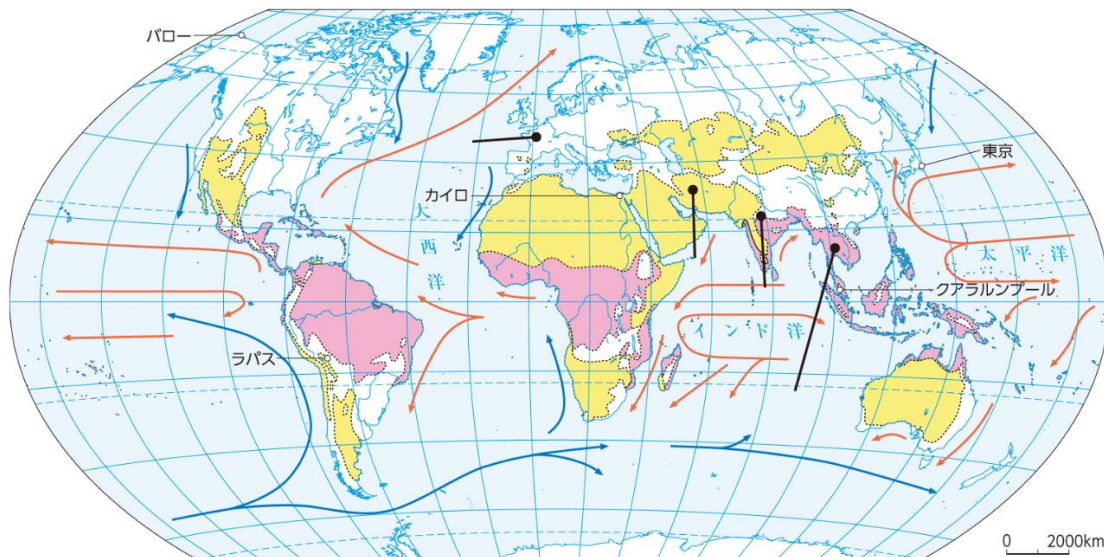 バロー
東京
カイロ
大西洋
太平洋
クアラルンプール
インド洋
ラパス
0 2000km